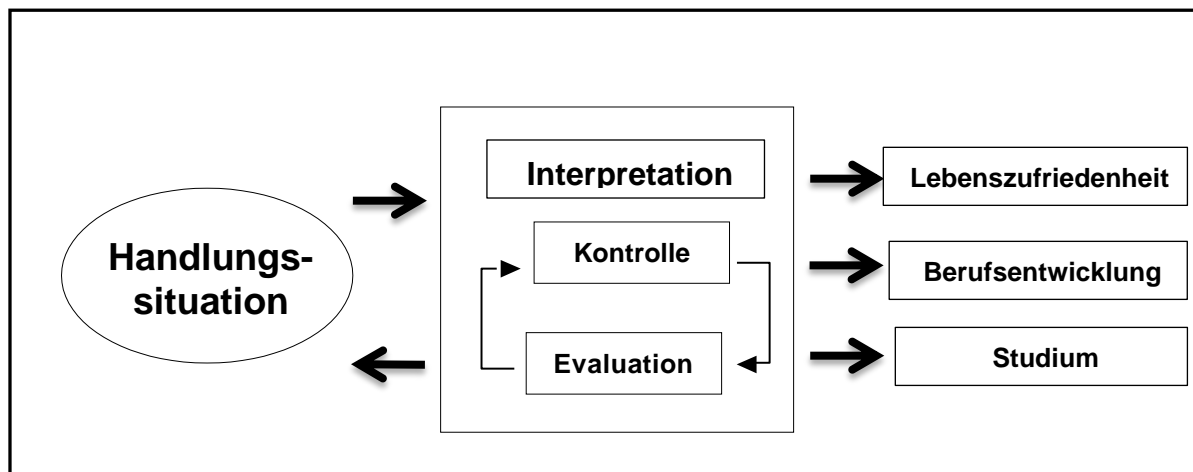 Interpretation
Lebenszufriedenheit
Handlungs-
situation
Kontrolle
Berufsentwicklung
Evaluation
Studium